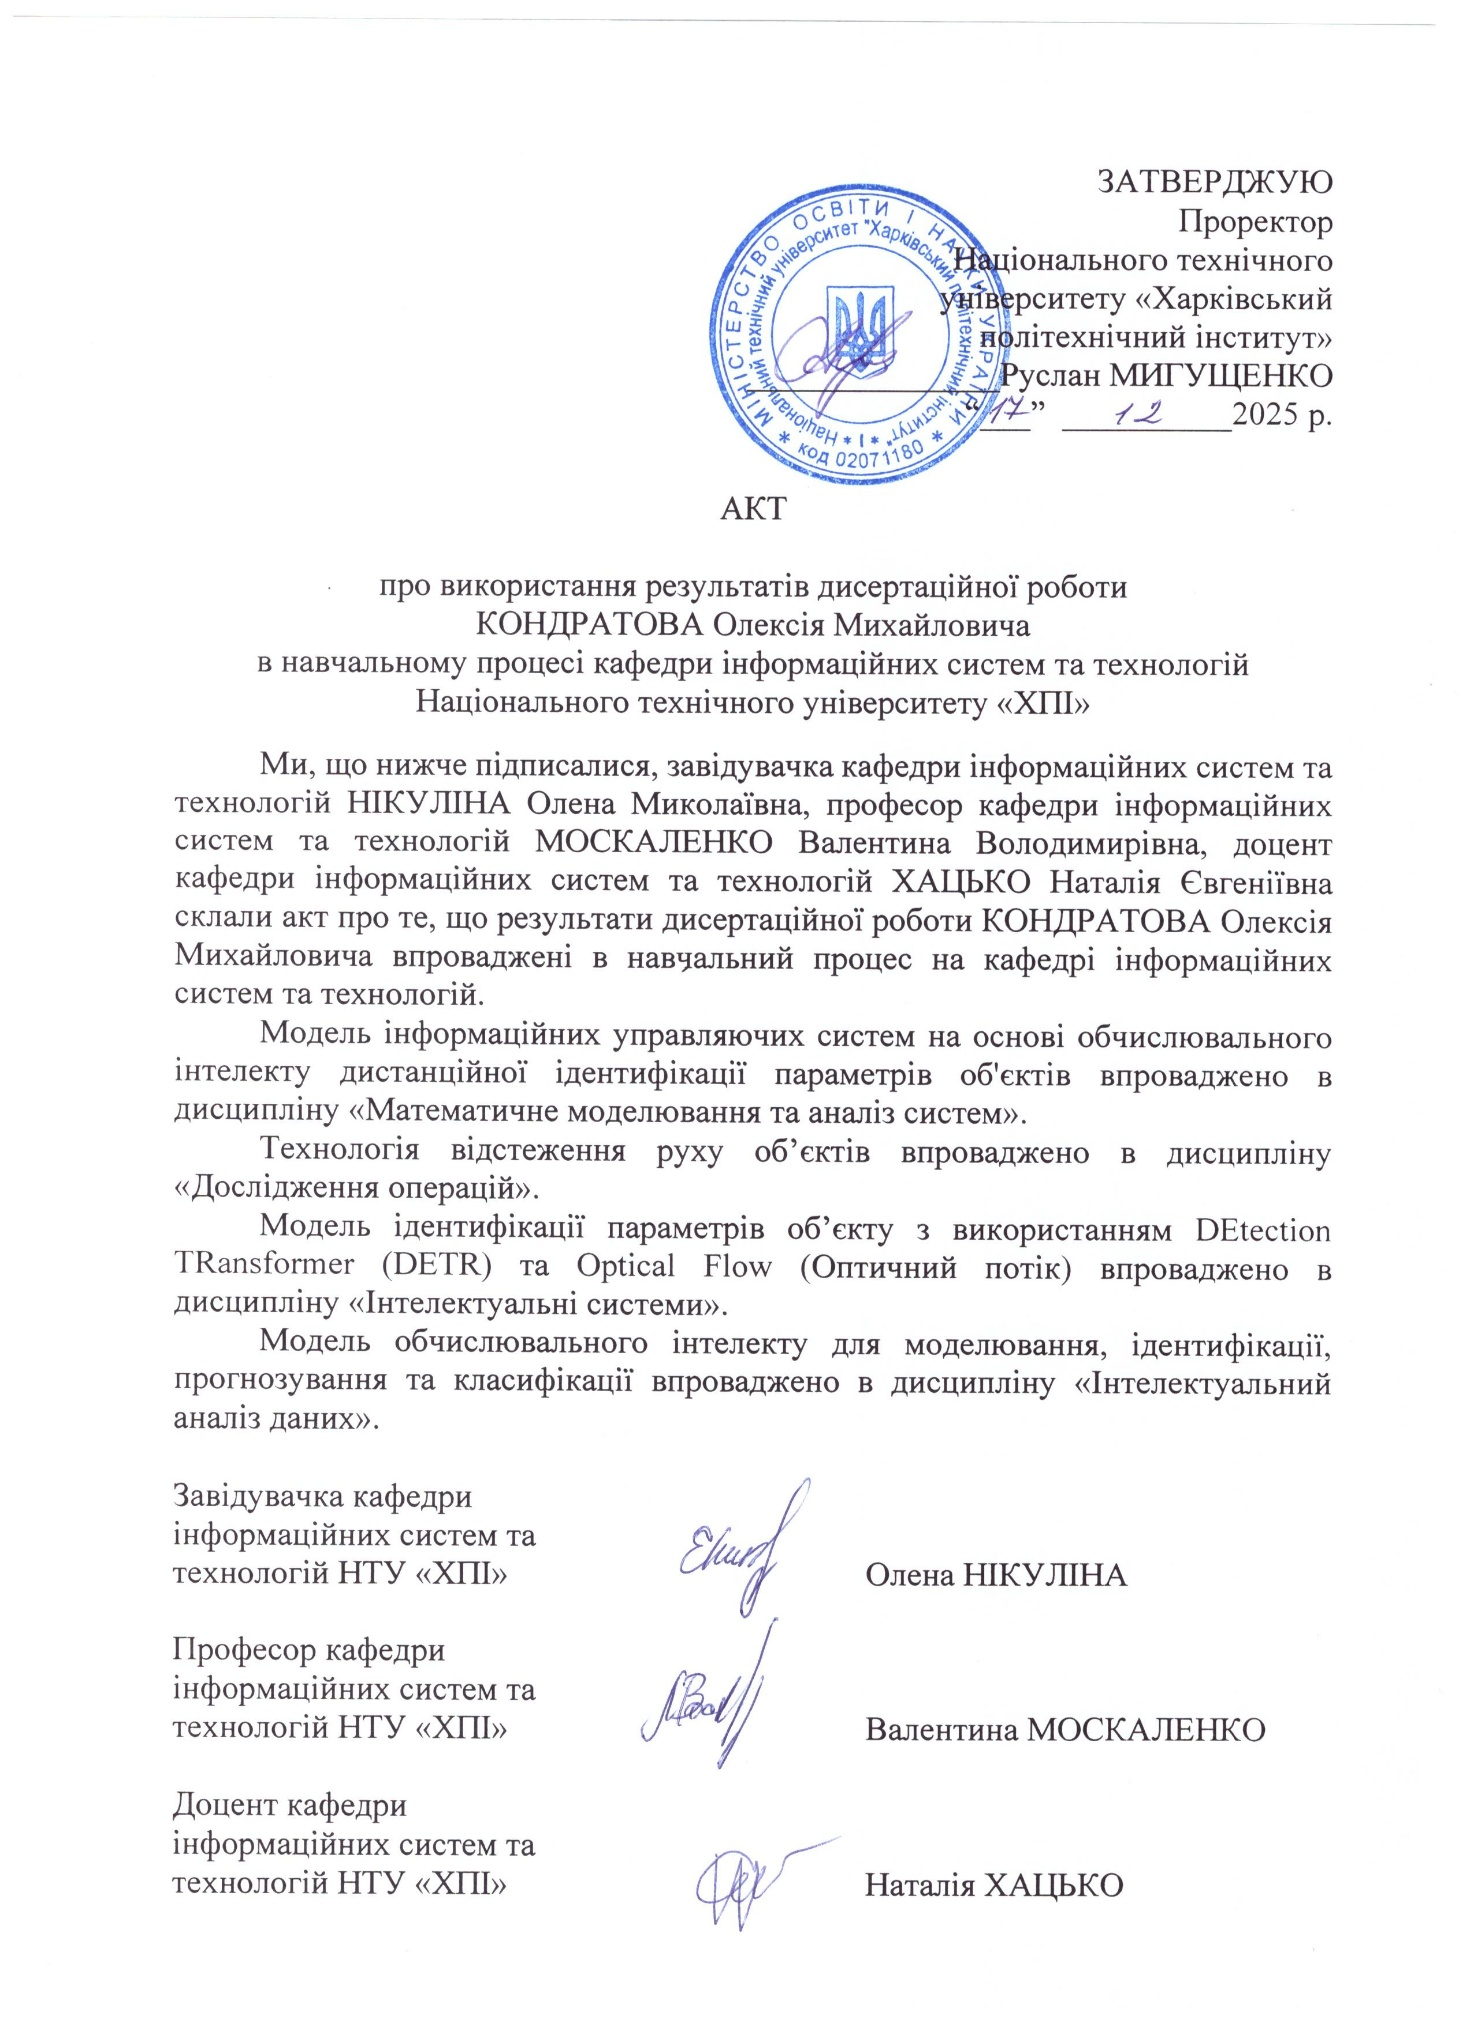 ЗАТВЕРДЖУЮ
Проректор
Національного технічного
університету «Харківський
політехнічний інститут»
Руслан МИГУЩЕНКО
“17” 12 2025 р.
МІНІСТЕРСТВО ОСВІТИ І НАУКИ УКРАЇНИ * код 02071180 *
Національний технічний університет "Харківський політехнічний інститут" * І *
АКТ
про використання результатів дисертаційної роботи
КОНДРАТОВА Олексія Михайловича
в навчальному процесі кафедри інформаційних систем та технологій
Національного технічного університету «ХПІ»
Ми, що нижче підписалися, завідувачка кафедри інформаційних систем та
технологій НІКУЛІНА Олена Миколаївна, професор кафедри інформаційних
систем та технологій МОСКАЛЕНКО Валентина Володимирівна, доцент
кафедри інформаційних систем та технологій ХАЦЬКО Наталія Євгеніївна
склали акт про те, що результати дисертаційної роботи КОНДРАТОВА Олексія
Михайловича впроваджені в навчальний процес на кафедрі інформаційних
систем та технологій.
Модель інформаційних управляючих систем на основі обчислювального
інтелекту дистанційної ідентифікації параметрів об'єктів впроваджено в
дисципліну «Математичне моделювання та аналіз систем».
Технологія відстеження руху об’єктів впроваджено в дисципліну
«Дослідження операцій».
Модель ідентифікації параметрів об’єкту з використанням DEtection
TRansformer (DETR) та Optical Flow (Оптичний потік) впроваджено в
дисципліну «Інтелектуальні системи».
Модель обчислювального інтелекту для моделювання, ідентифікації,
прогнозування та класифікації впроваджено в дисципліну «Інтелектуальний
аналіз даних».
Завідувачка кафедри
інформаційних систем та
технологій НТУ «ХПІ»
Олена НІКУЛІНА
Професор кафедри
інформаційних систем та
технологій НТУ «ХПІ»
Валентина МОСКАЛЕНКО
Доцент кафедри
інформаційних систем та
технологій НТУ «ХПІ»
Наталія ХАЦЬКО